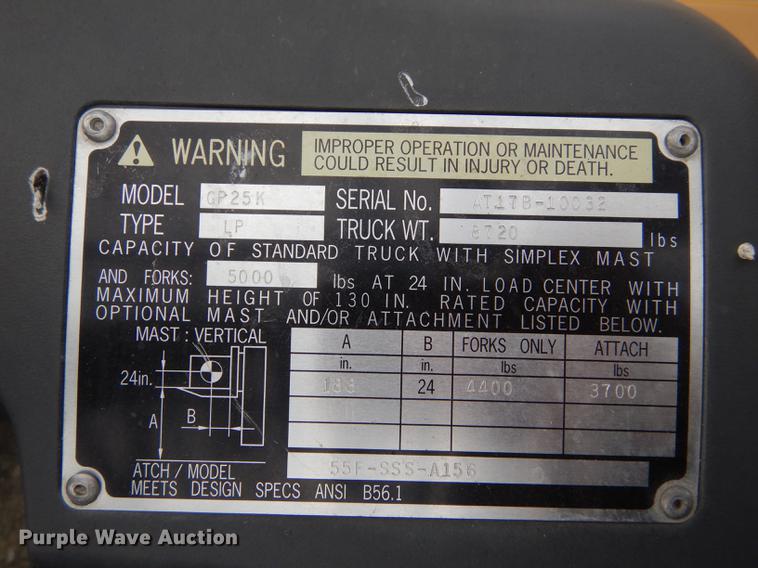 WARNING
IMPROPER OPERATION OR MAINTENANCE
COULD RESULT IN INJURY OR DEATH.
MODEL GP25K SERIAL No. AT17B-10032
TYPE LP TRUCK WT. 8720 lbs
CAPACITY OF STANDARD TRUCK WITH SIMPLEX MAST
AND FORKS: 5000 lbs AT 24 IN. LOAD CENTER WITH
MAXIMUM HEIGHT OF 130 IN. RATED CAPACITY WITH
OPTIONAL MAST AND/OR ATTACHMENT LISTED BELOW.
MAST : VERTICAL
24in.
A
B
A B FORKS ONLY ATTACH
in. in. lbs lbs
188 24 4400 3700
ATCH / MODEL 55F-SSS-A156
MEETS DESIGN SPECS ANSI B56.1
Purple Wave Auction